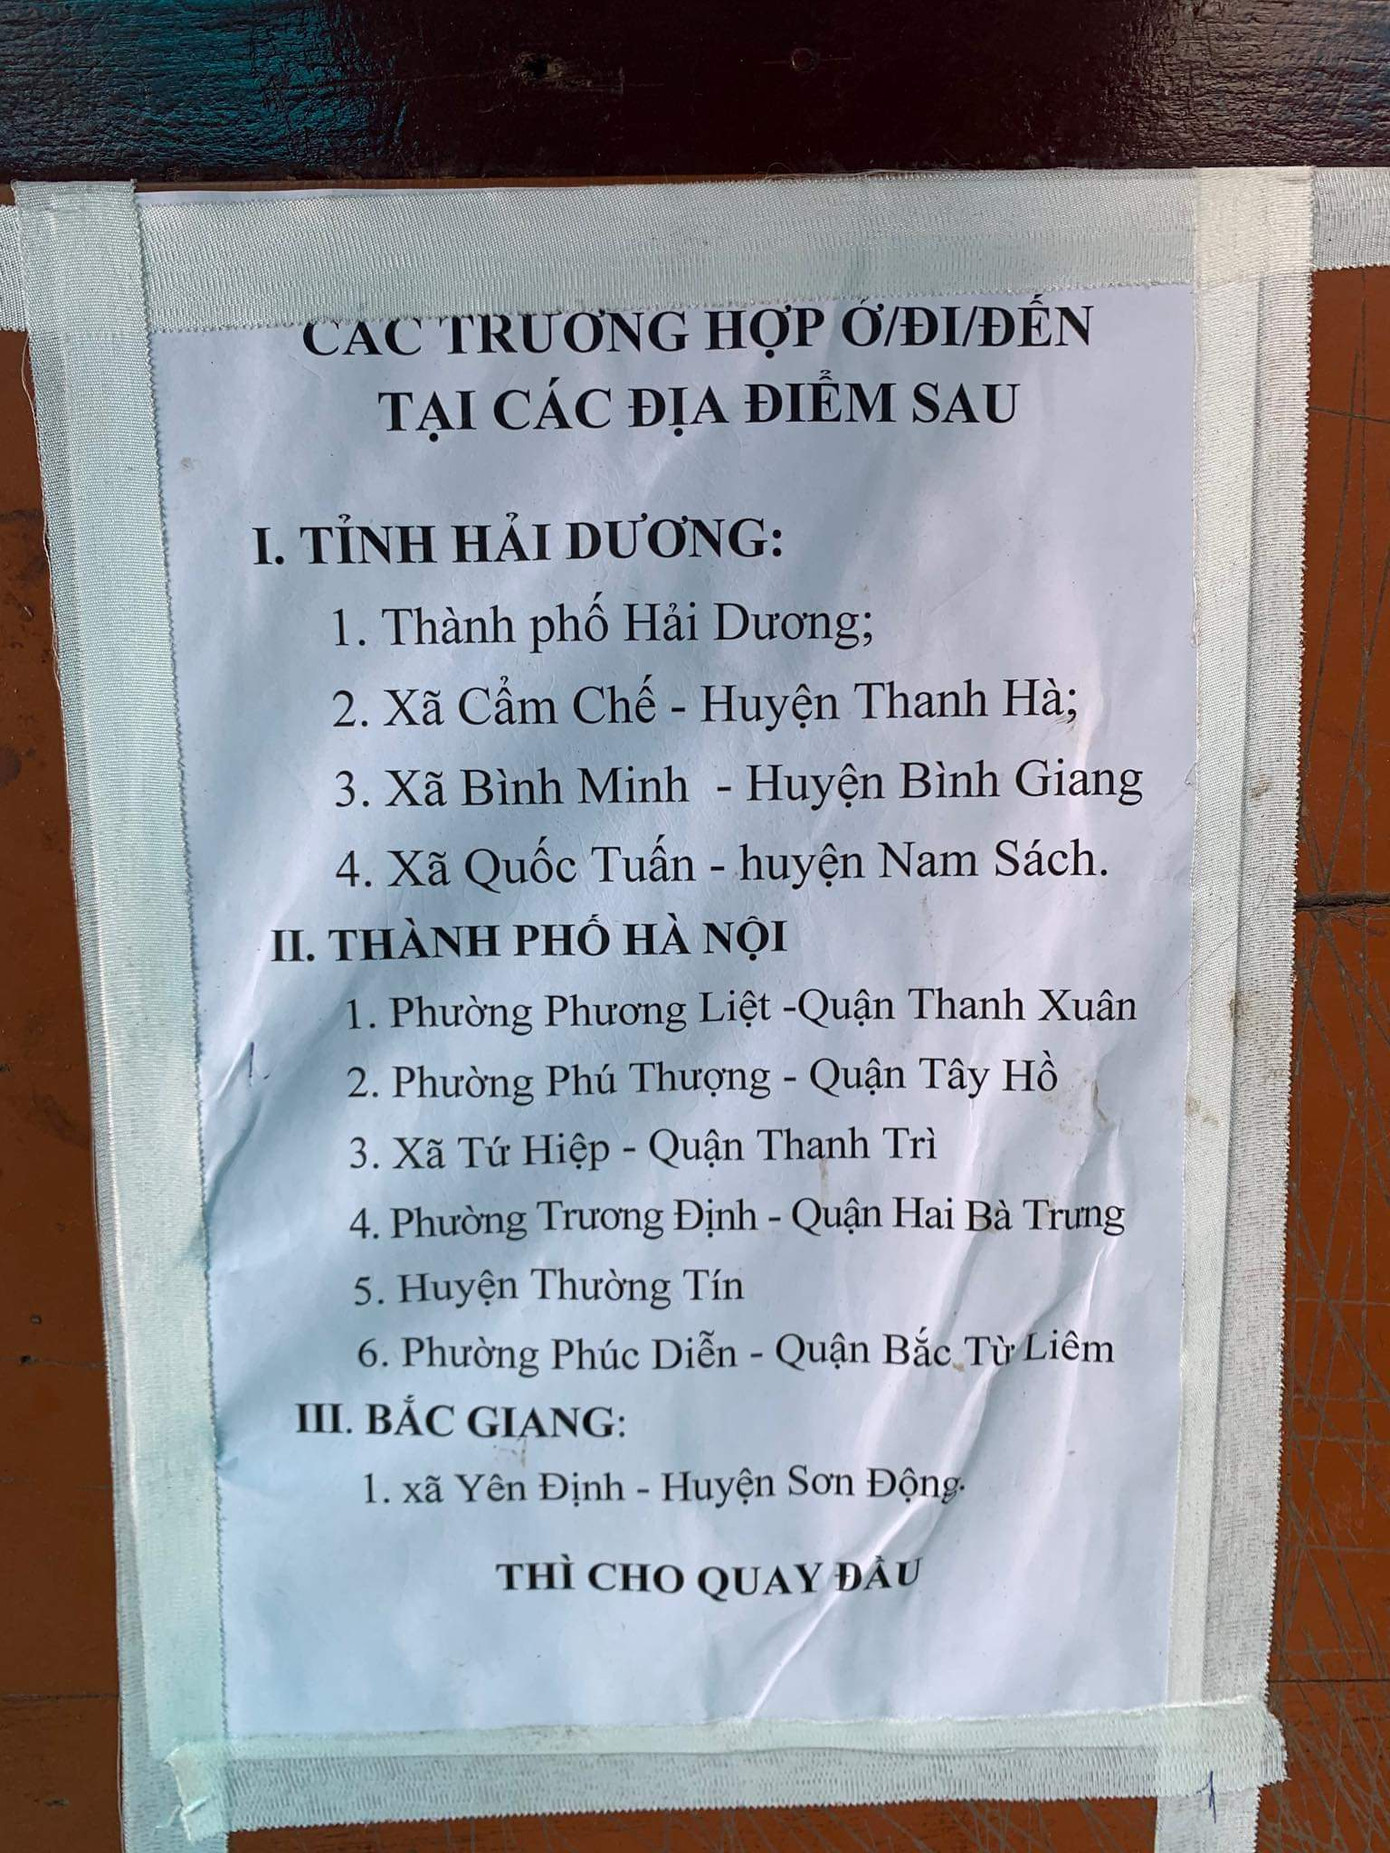 CÁC TRƯỜNG HỢP Ở/ĐI/ĐẾN
TẠI CÁC ĐỊA ĐIỂM SAU
I. TỈNH HẢI DƯƠNG:
1. Thành phố Hải Dương;
2. Xã Cẩm Chế - Huyện Thanh Hà;
3. Xã Bình Minh - Huyện Bình Giang
4. Xã Quốc Tuấn - huyện Nam Sách.
II. THÀNH PHỐ HÀ NỘI
1. Phường Phương Liệt -Quận Thanh Xuân
2. Phường Phú Thượng - Quận Tây Hồ
3. Xã Tứ Hiệp - Quận Thanh Trì
4. Phường Trương Định - Quận Hai Bà Trưng
5. Huyện Thường Tín
6. Phường Phúc Diễn - Quận Bắc Từ Liêm
III. BẮC GIANG:
1. xã Yên Định - Huyện Sơn Động.
THÌ CHO QUAY ĐẦU